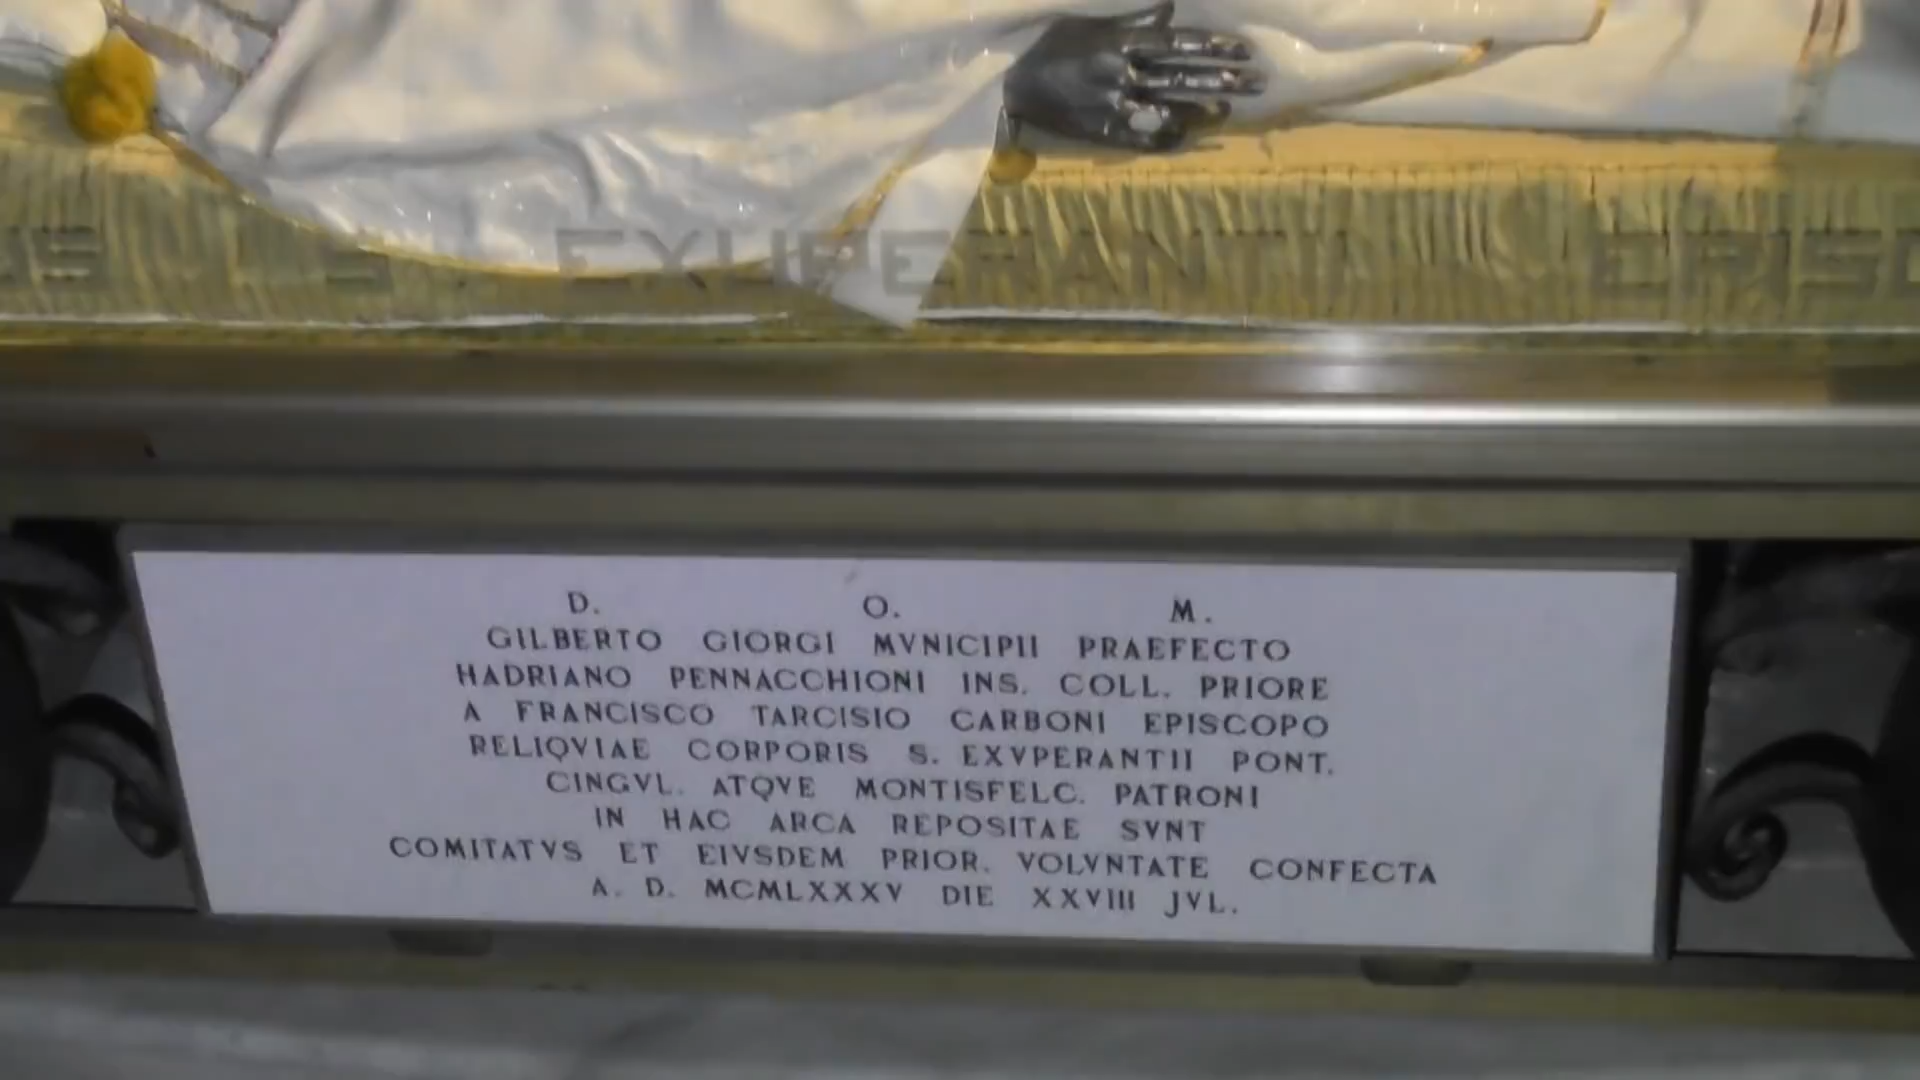 S EXUPERANTI
D. O. M.
GILBERTO GIORGI MVNICIPII PRAEFECTO
HADRIANO PENNACCHIONI INS. COLL. PRIORE
A FRANCISCO TARCISIO CARBONI EPISCOPO
RELIQVIAE CORPORIS S. EXVPERANTII PONT.
CINGVL. ATQVE MONTISFELC. PATRONI
IN HAC ARCA REPOSITAE SVNT
COMITATVS ET EIVSDEM PRIOR. VOLVNTATE CONFECTA
A. D. MCMLXXXV DIE XXVIII JVL.